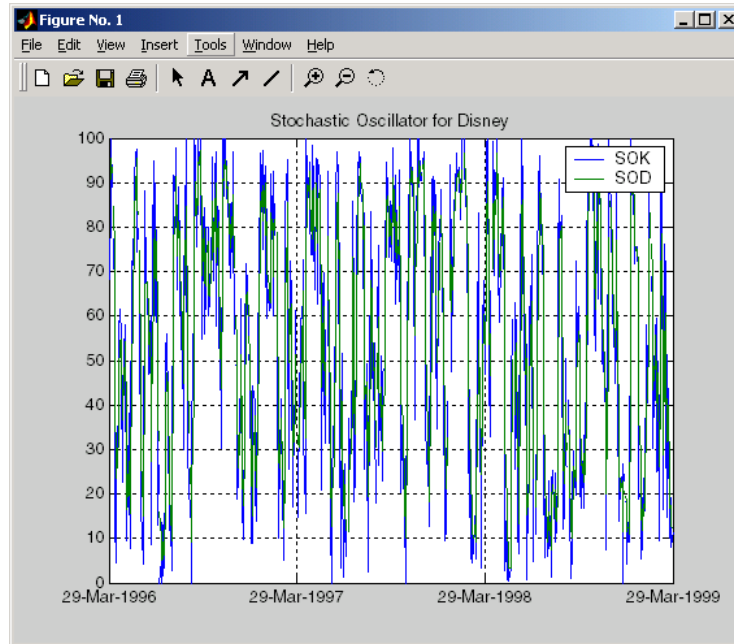 Figure No. 1
File Edit View Insert Tools Window Help
A
Stochastic Oscillator for Disney
SOK
SOD
100
90
80
70
60
50
40
30
20
10
0
29-Mar-1996 29-Mar-1997 29-Mar-1998 29-Mar-1999